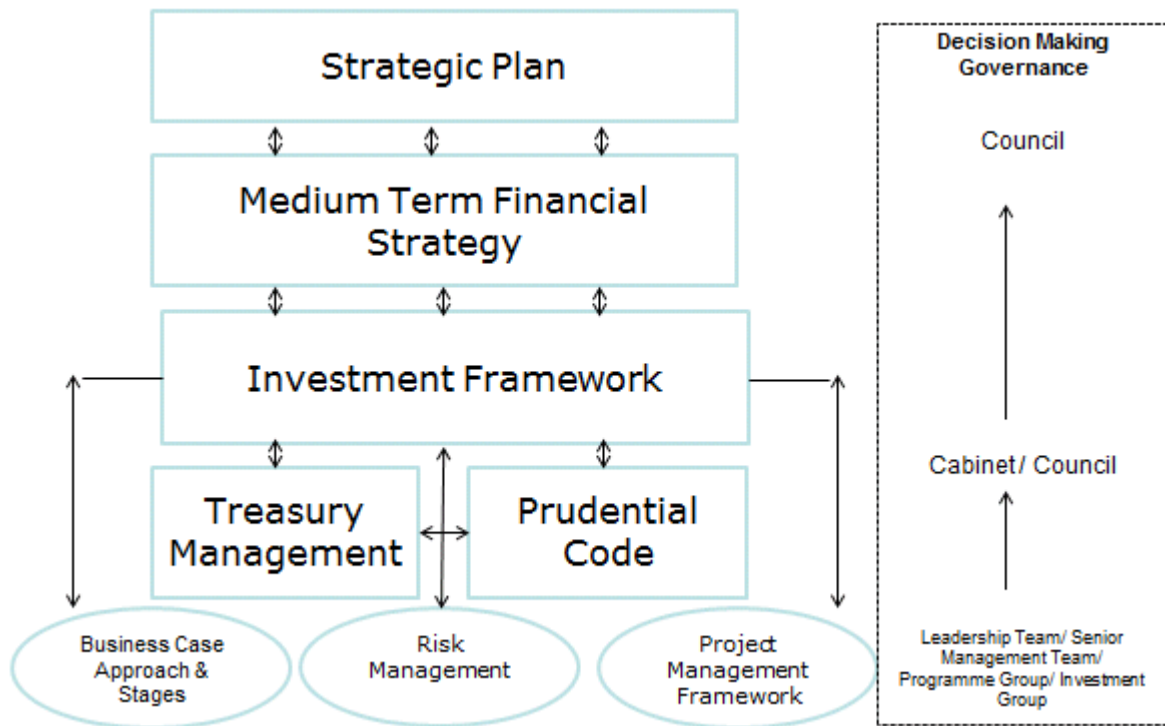 Strategic Plan
Medium Term Financial
Strategy
Investment Framework
Treasury
Management
Prudential
Code
Business Case
Approach &
Stages
Risk
Management
Project
Management
Framework
Decision Making
Governance
Council
Cabinet / Council
Leadership Team/ Senior
Management Team/
Programme Group/ Investment
Group